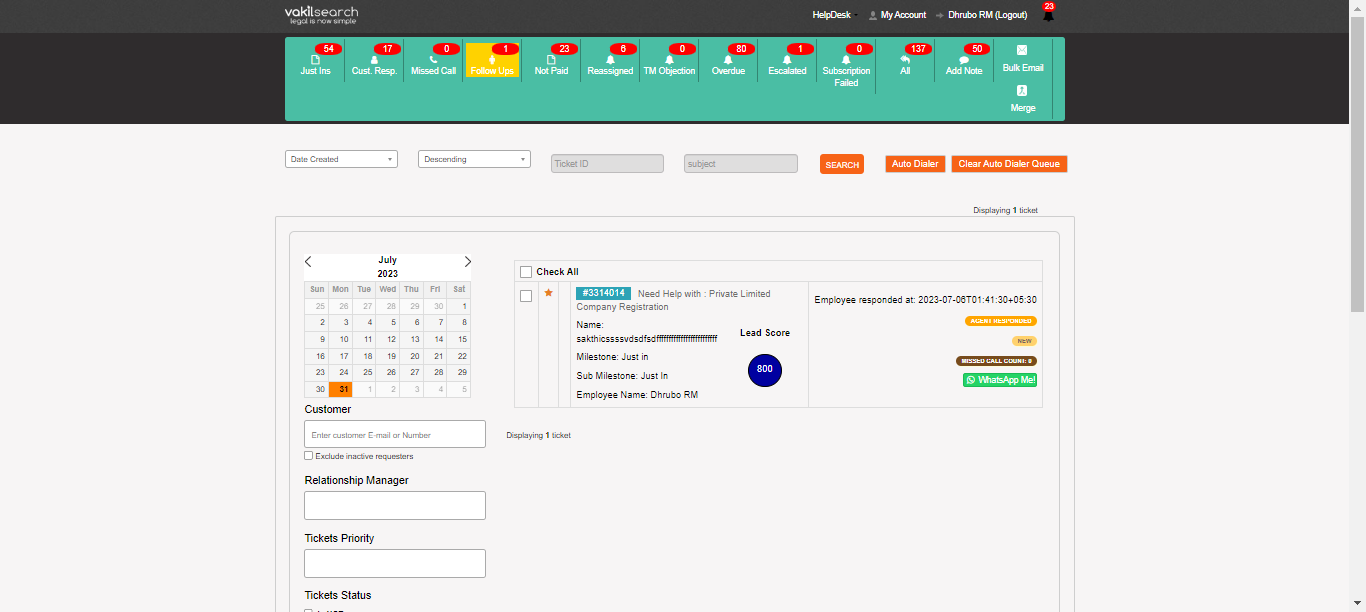 vakilsearch
legal is now simple
HelpDesk My Account Dhrubo RM (Logout) 23
54 17 0 1 23 6 0 80 1 0 137 50
Just Ins Cust. Resp. Missed Call Follow Ups Not Paid Reassigned TM Objection Overdue Escalated Subscription All Add Note Bulk Email
Failed
Merge
Date Created Descending Ticket ID subject SEARCH Auto Dialer Clear Auto Dialer Queue
Displaying 1 ticket
July
2023
Sun Mon Tue Wed Thu Fri Sat
25 26 27 28 29 30 1
2 3 4 5 6 7 8
9 10 11 12 13 14 15
16 17 18 19 20 21 22
23 24 25 26 27 28 29
30 31 1 2 3 4 5
Customer
Enter customer E-mail or Number
Exclude inactive requesters
Relationship Manager
Tickets Priority
Tickets Status
Check All
#3314014 Need Help with : Private Limited
Company Registration
Name:
Milestone: Just in
Sub Milestone: Just In
Employee Name: Dhrubo RM
Lead Score
800
Employee responded at: 2023-07-06T01:41:30+05:30
AGENT RESPONDED
NEW
MISSED CALL COUNT: 0
WhatsApp Me!
Displaying 1 ticket